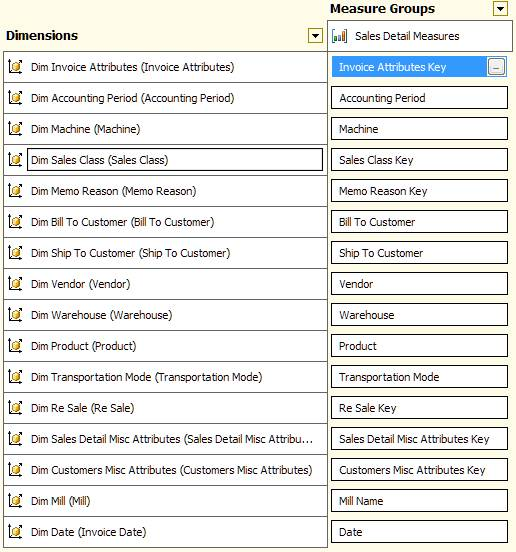 Measure Groups
Dimensions
Sales Detail Measures
Dim Invoice Attributes (Invoice Attributes) Invoice Attributes Key ...
Dim Accounting Period (Accounting Period) Accounting Period
Dim Machine (Machine) Machine
Dim Sales Class (Sales Class) Sales Class Key
Dim Memo Reason (Memo Reason) Memo Reason Key
Dim Bill To Customer (Bill To Customer) Bill To Customer
Dim Ship To Customer (Ship To Customer) Ship To Customer
Dim Vendor (Vendor) Vendor
Dim Warehouse (Warehouse) Warehouse
Dim Product (Product) Product
Dim Transportation Mode (Transportation Mode) Transportation Mode
Dim Re Sale (Re Sale) Re Sale Key
Dim Sales Detail Misc Attributes (Sales Detail Misc Attribu... Sales Detail Misc Attributes Key
Dim Customers Misc Attributes (Customers Misc Attributes) Customers Misc Attributes Key
Dim Mill (Mill) Mill Name
Dim Date (Invoice Date) Date